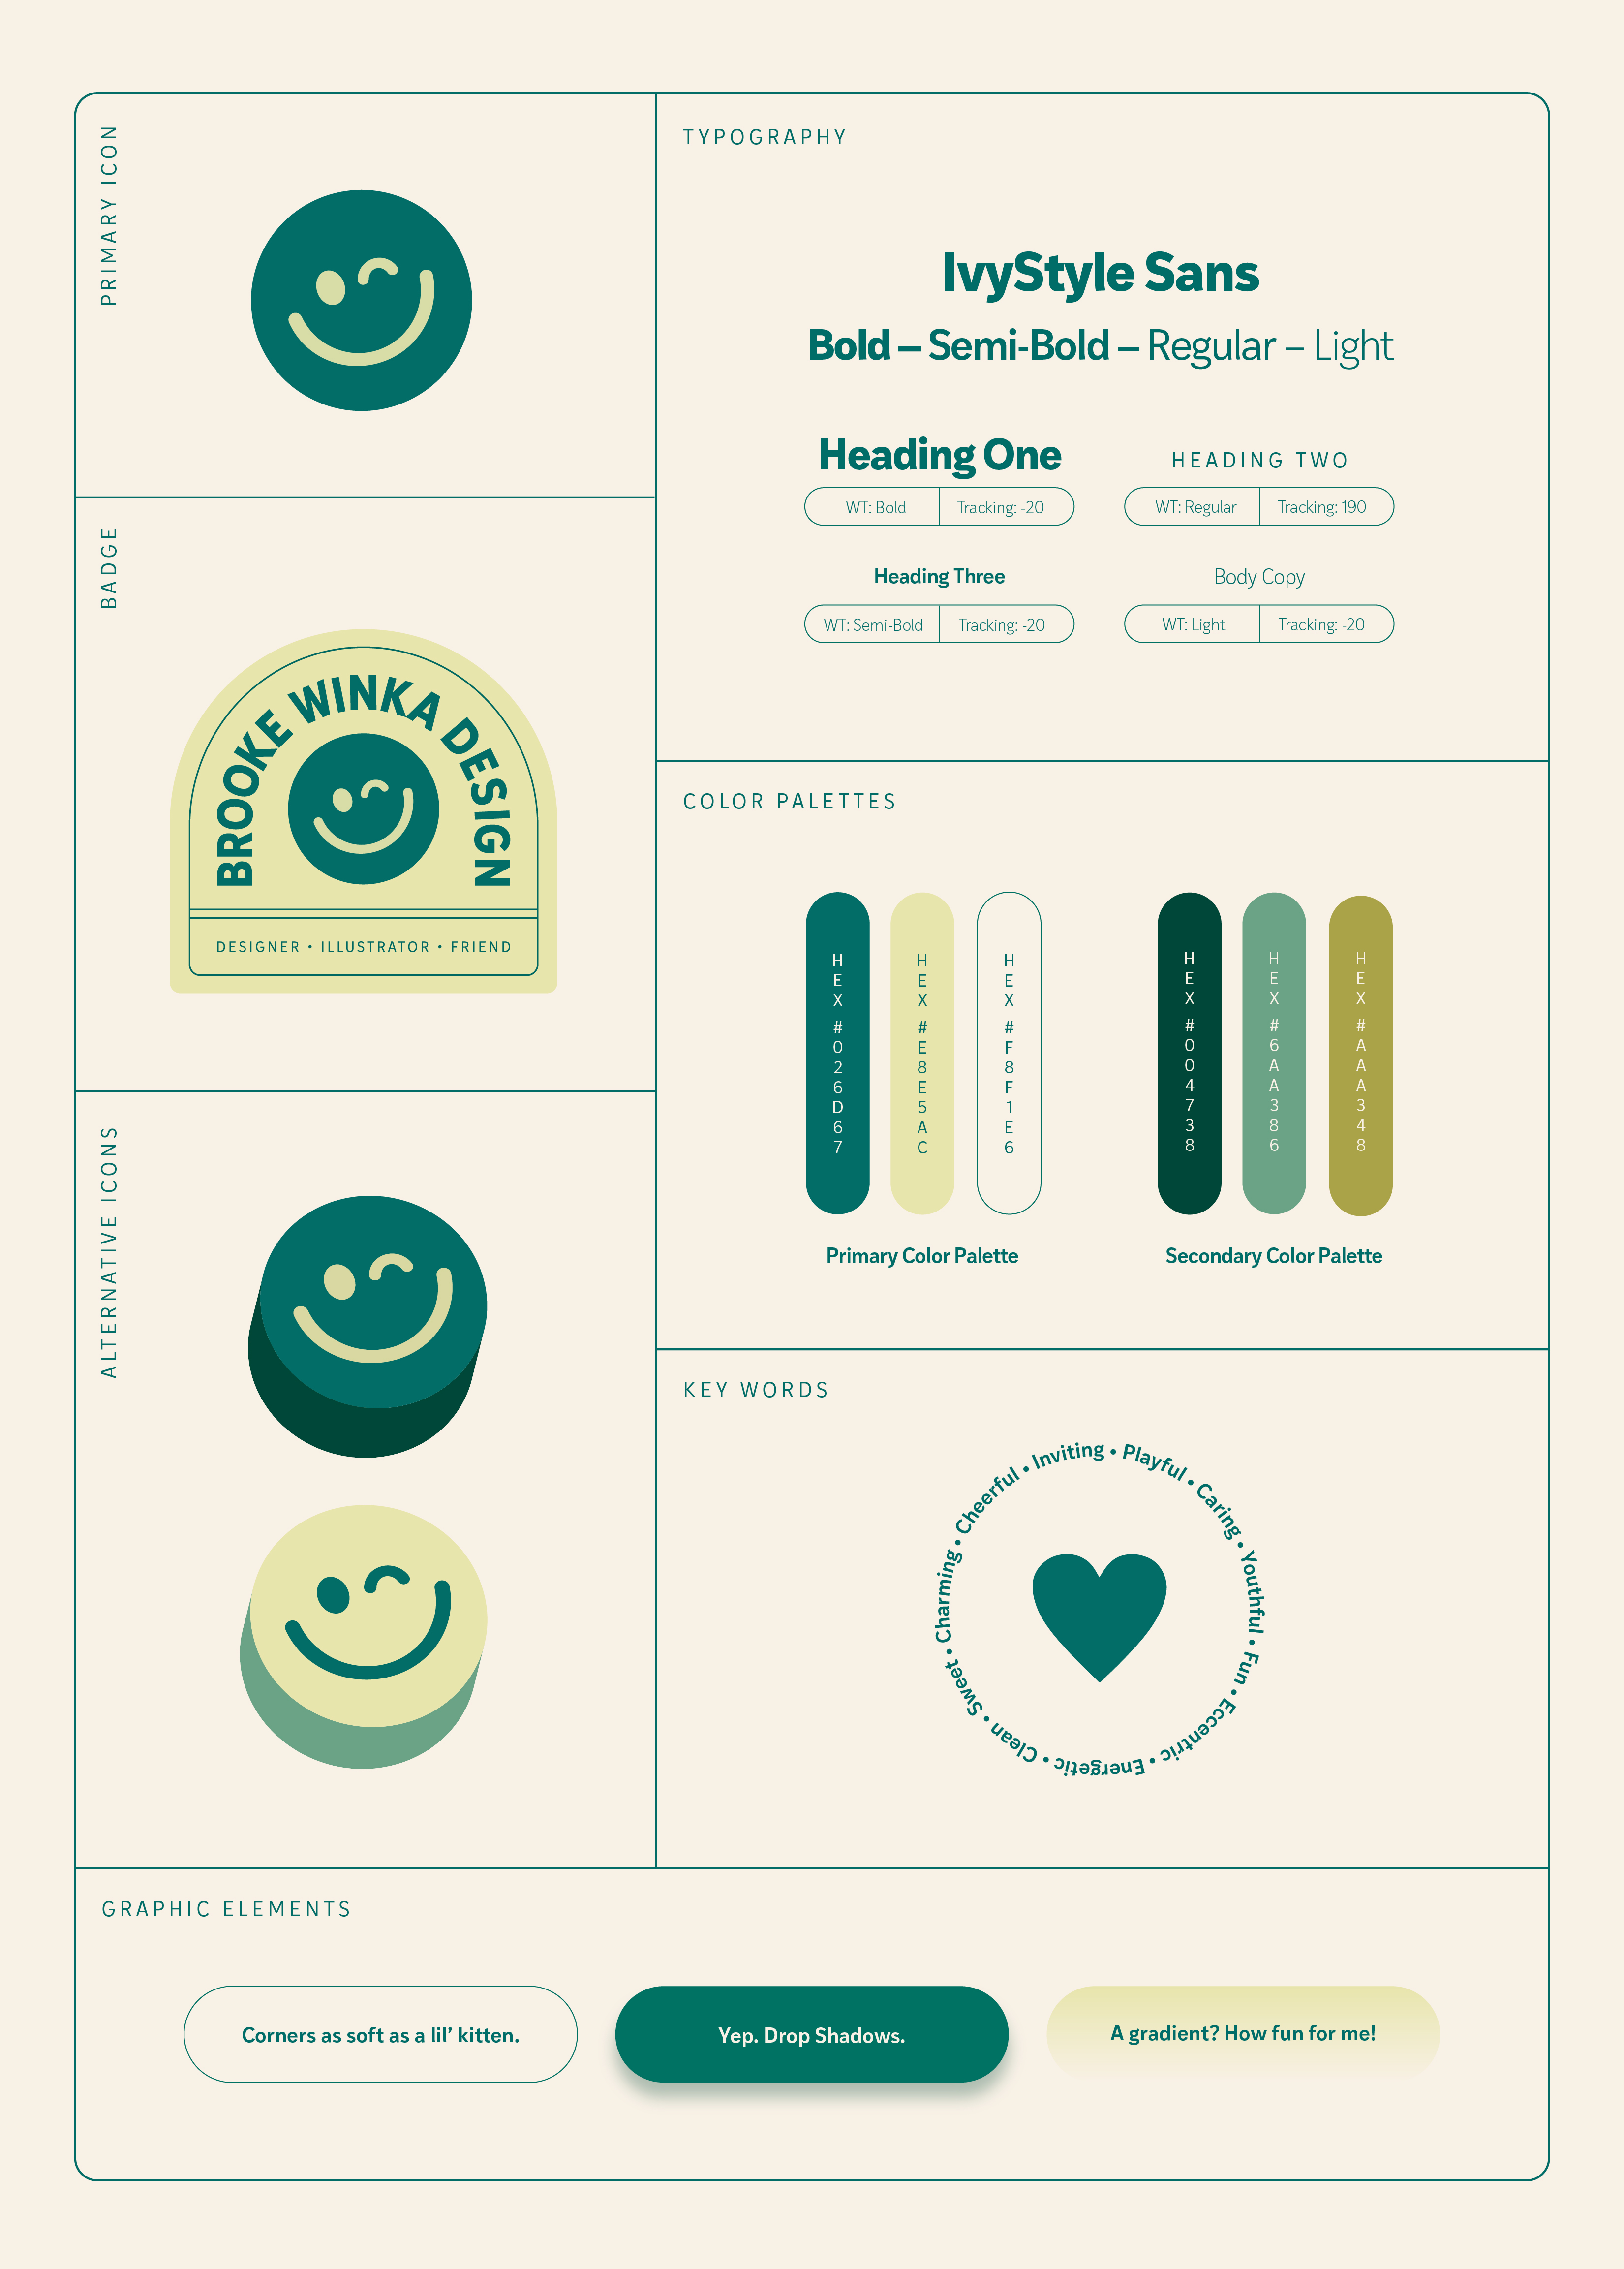 PRIMARY ICON
BADGE
BROOKE WINKA DESIGN
DESIGNER • ILLUSTRATOR • FRIEND
ALTERNATIVE ICONS
TYPOGRAPHY
IvyStyle Sans
Bold – Semi-Bold – Regular – Light
Heading One
WT: Bold
Tracking: -20
HEADING TWO
WT: Regular
Tracking: 190
Heading Three
WT: Semi-Bold
Tracking: -20
Body Copy
WT: Light
Tracking: -20
COLOR PALETTES
HEX #026D67
HEX #E8E5AC
HEX #F8F1E6
Primary Color Palette
HEX #004738
HEX #6AA386
HEX #AAA348
Secondary Color Palette
KEY WORDS
Inviting • Playful • Caring • Youthful • Fun • Eccentric • Energetic • Clean • Sweet • Charming • Cheerful •
GRAPHIC ELEMENTS
Corners as soft as a lil’ kitten.
Yep. Drop Shadows.
A gradient? How fun for me!